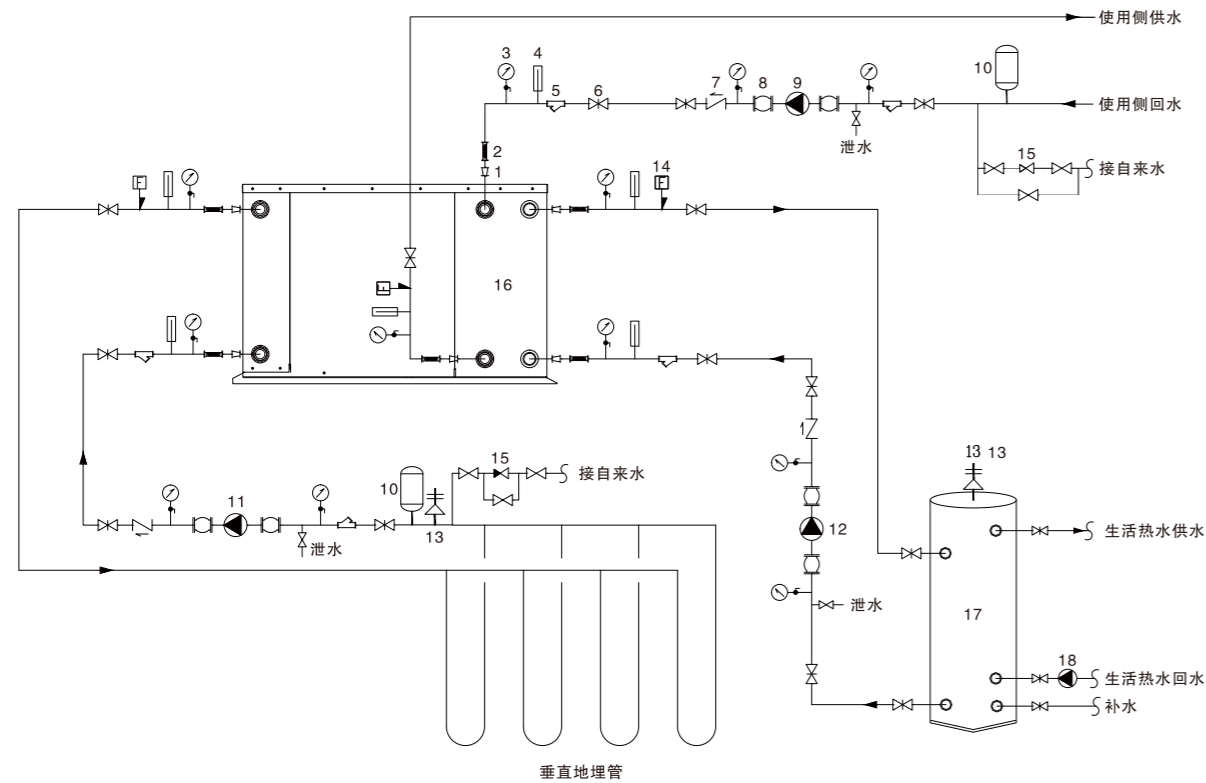 使用侧供水
3 4
10
5 6 7 8 9
使用侧回水
泄水
2
15 接自来水
1
F 14 F
16
F
15 接自来水
10
13 13
11
13
泄水
12
生活热水供水
泄水
17
18
生活热水回水
补水
垂直地埋管